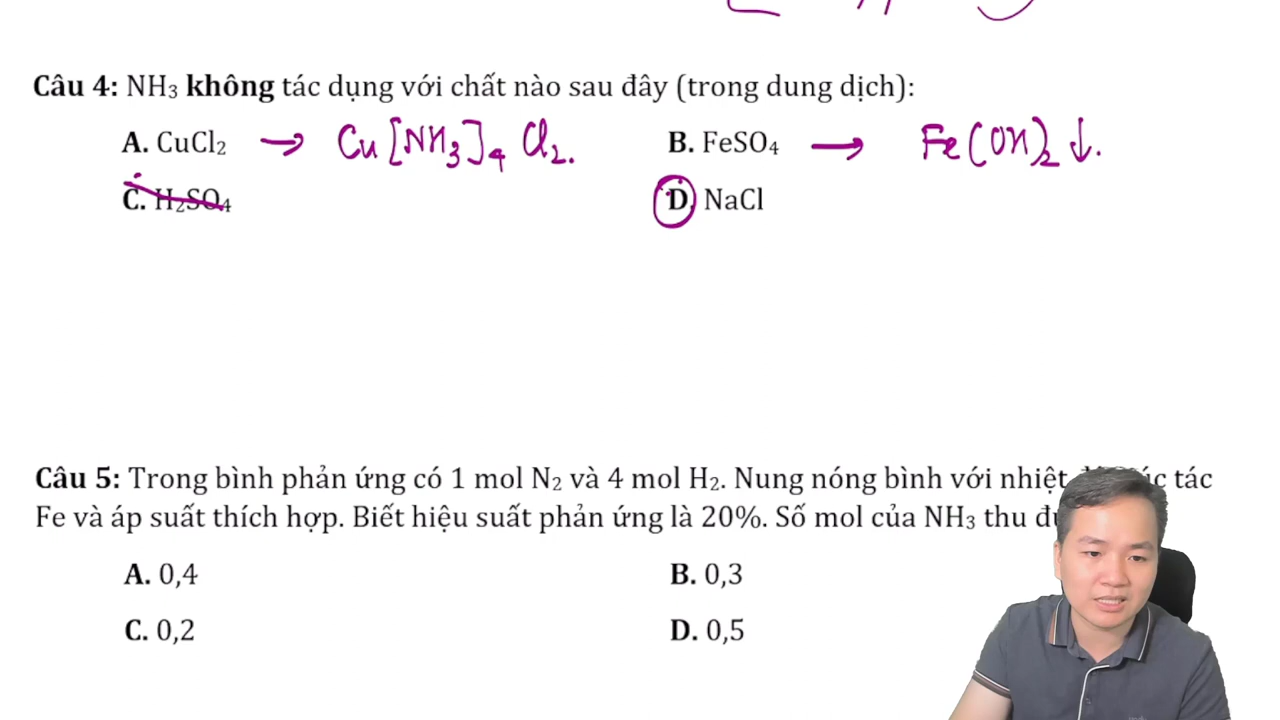 Câu 4: NH₃ không tác dụng với chất nào sau đây (trong dung dịch):
A. CuCl₂ → Cu[NH₃]₄Cl₂. B. FeSO₄ → Fe(OH)₂↓.
C. H₂SO₄ D. NaCl
Câu 5: Trong bình phản ứng có 1 mol N₂ và 4 mol H₂. Nung nóng bình với nhiệt tác
Fe và áp suất thích hợp. Biết hiệu suất phản ứng là 20%. Số mol của NH₃ thu
A. 0,4 B. 0,3
C. 0,2 D. 0,5